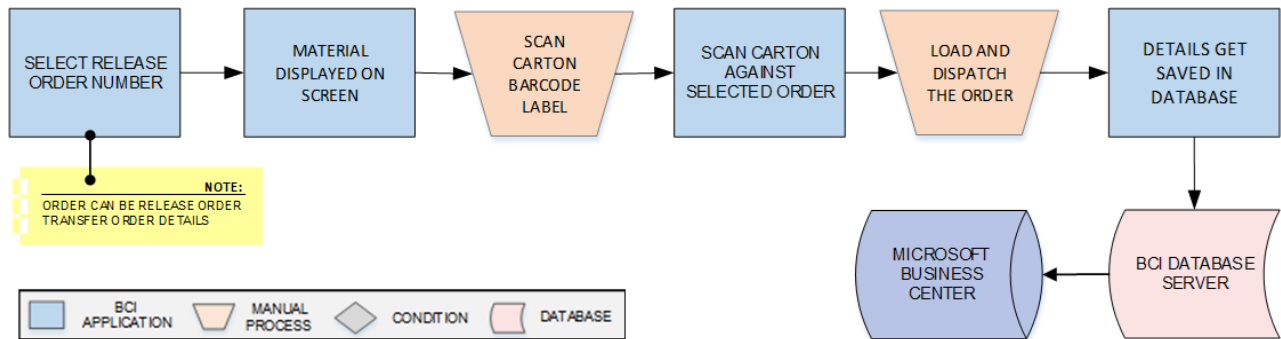 SELECT RELEASE
ORDER NUMBER
MATERIAL
DISPLAYED ON
SCREEN
SCAN
CARTON
BARCODE
LABEL
SCAN CARTON
AGAINST
SELECTED ORDER
LOAD AND
DISPATCH
THE ORDER
DETAILS GET
SAVED IN
DATABASE
NOTE:
ORDER CAN BE RELEASE ORDER
TRANSFER ORDER DETAILS
MICROSOFT
BUSINESS
CENTER
BCI DATABASE
SERVER
BCI
APPLICATION
MANUAL
PROCESS
CONDITION
DATABASE